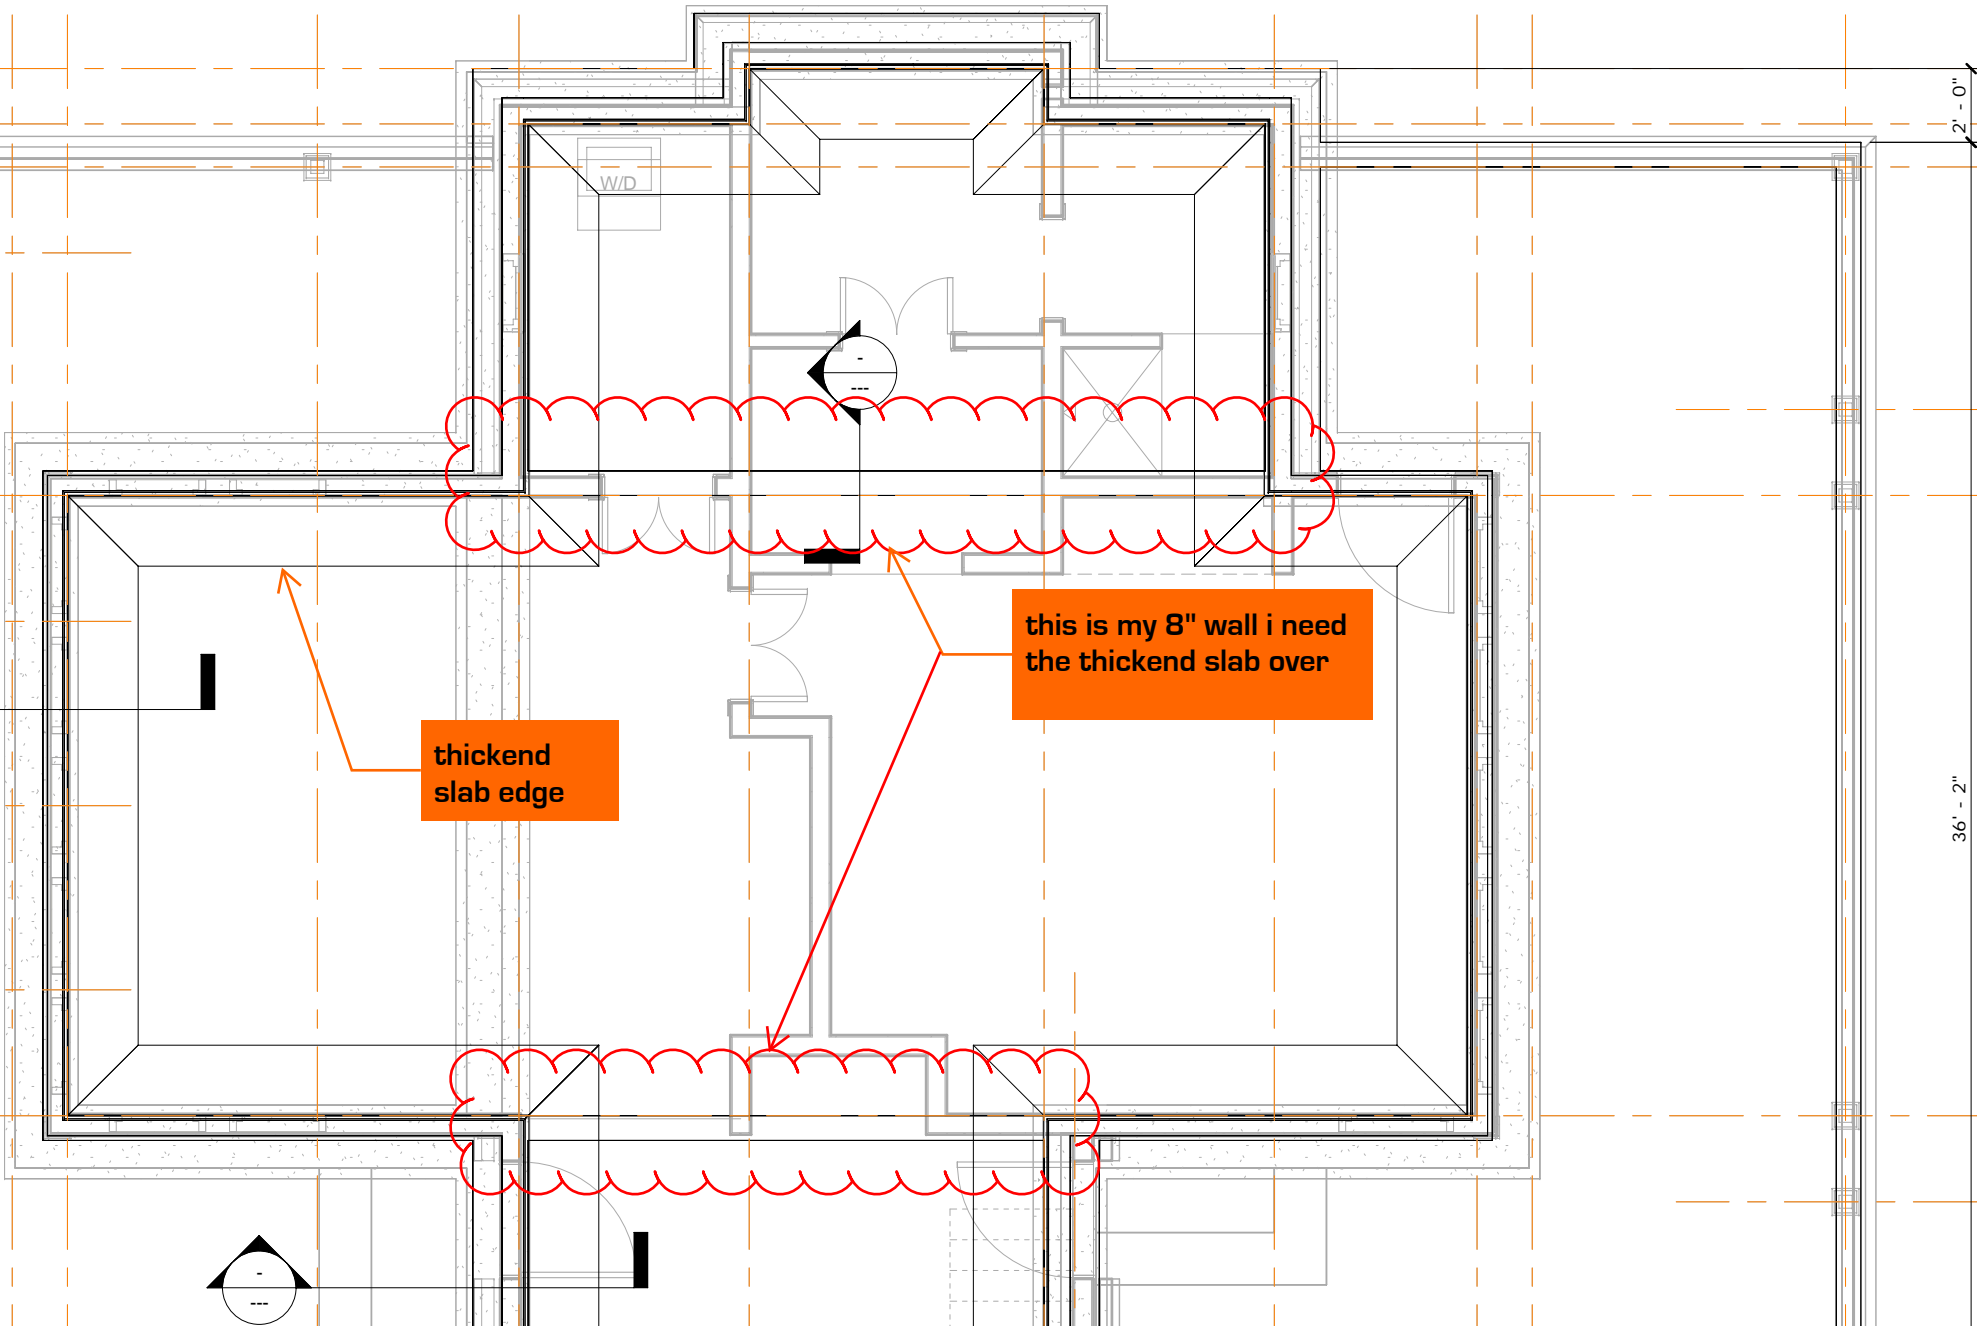 2' - 0"
W/D
-
---
this is my 8" wall i need
the thickend slab over
thickend
slab edge
36' - 2"
-
---